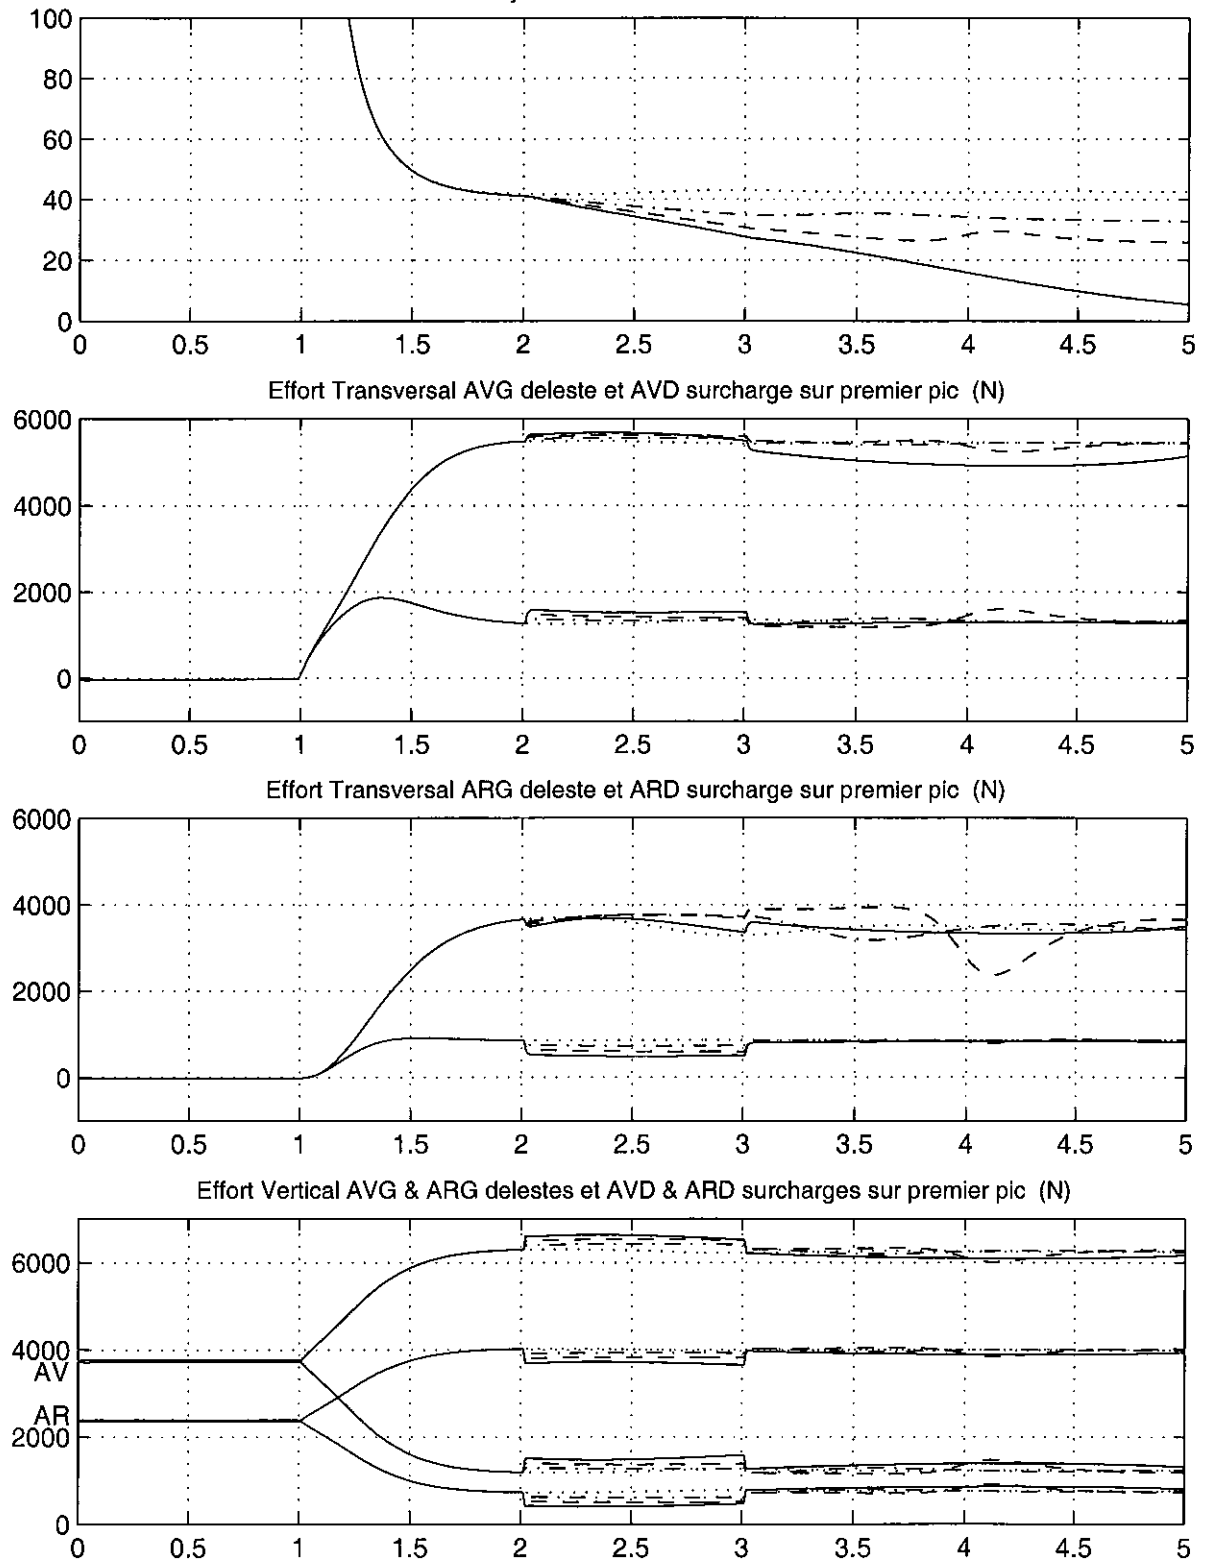 100
80
60
40
20
0
0 0.5 1 1.5 2 2.5 3 3.5 4 4.5 5
Effort Transversal AVG deleste et AVD surcharge sur premier pic (N)
6000
4000
2000
0
0 0.5 1 1.5 2 2.5 3 3.5 4 4.5 5
Effort Transversal ARG deleste et ARD surcharge sur premier pic (N)
6000
4000
2000
0
0 0.5 1 1.5 2 2.5 3 3.5 4 4.5 5
Effort Vertical AVG & ARG delestes et AVD & ARD surcharges sur premier pic (N)
6000
4000
AV
AR
2000
0
0 0.5 1 1.5 2 2.5 3 3.5 4 4.5 5